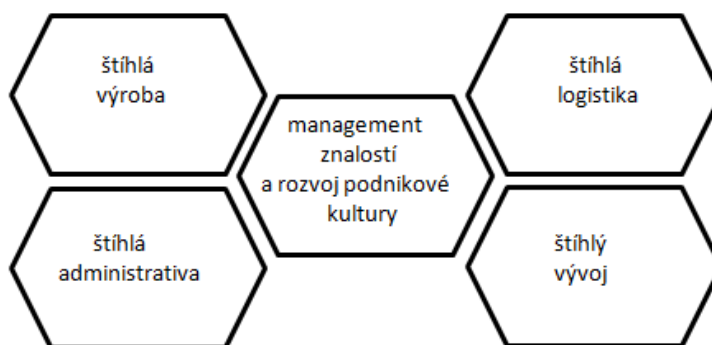 štíhlá
výroba
štíhlá
logistika
management
znalostí
a rozvoj podnikové
kultury
štíhlá
administrativa
štíhlý
vývoj